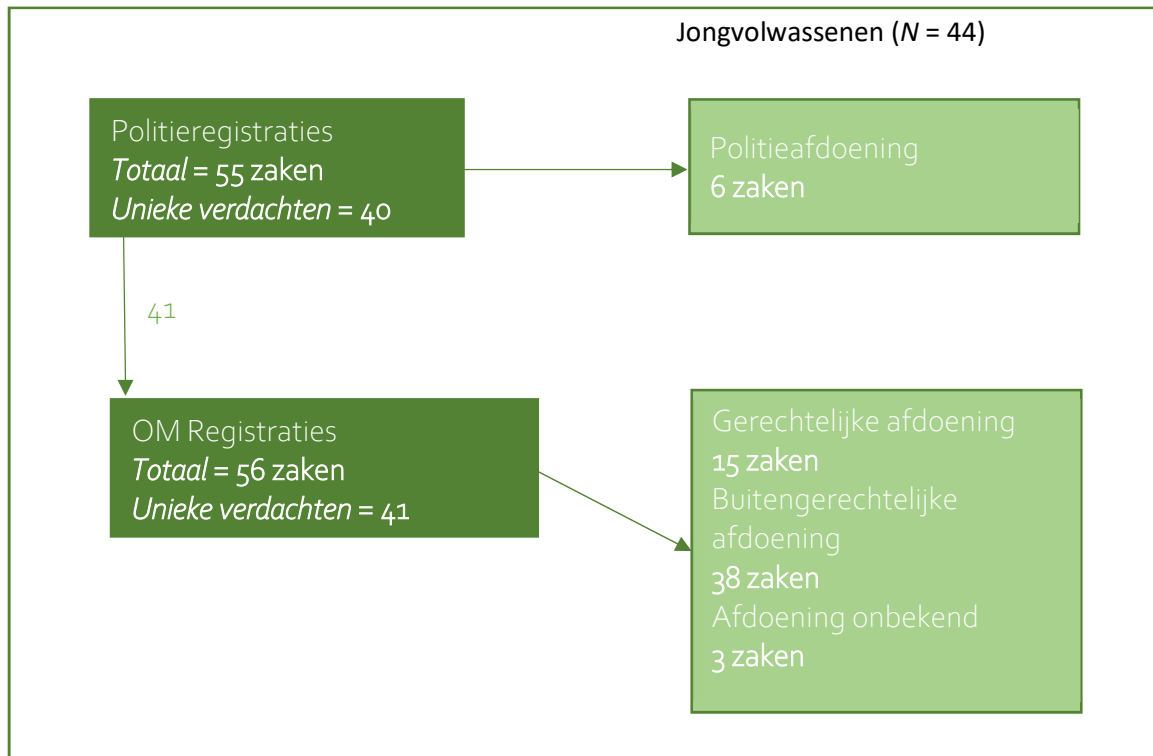 Jongvolwassenen (N = 44)
Politieregistraties
Totaal = 55 zaken
Unieke verdachten = 40
Politieafdoening
6 zaken
41
OM Registraties
Totaal = 56 zaken
Unieke verdachten = 41
Gerechtelijke afdoening
15 zaken
Buitengerechtelijke
afdoening
38 zaken
Afdoening onbekend
3 zaken